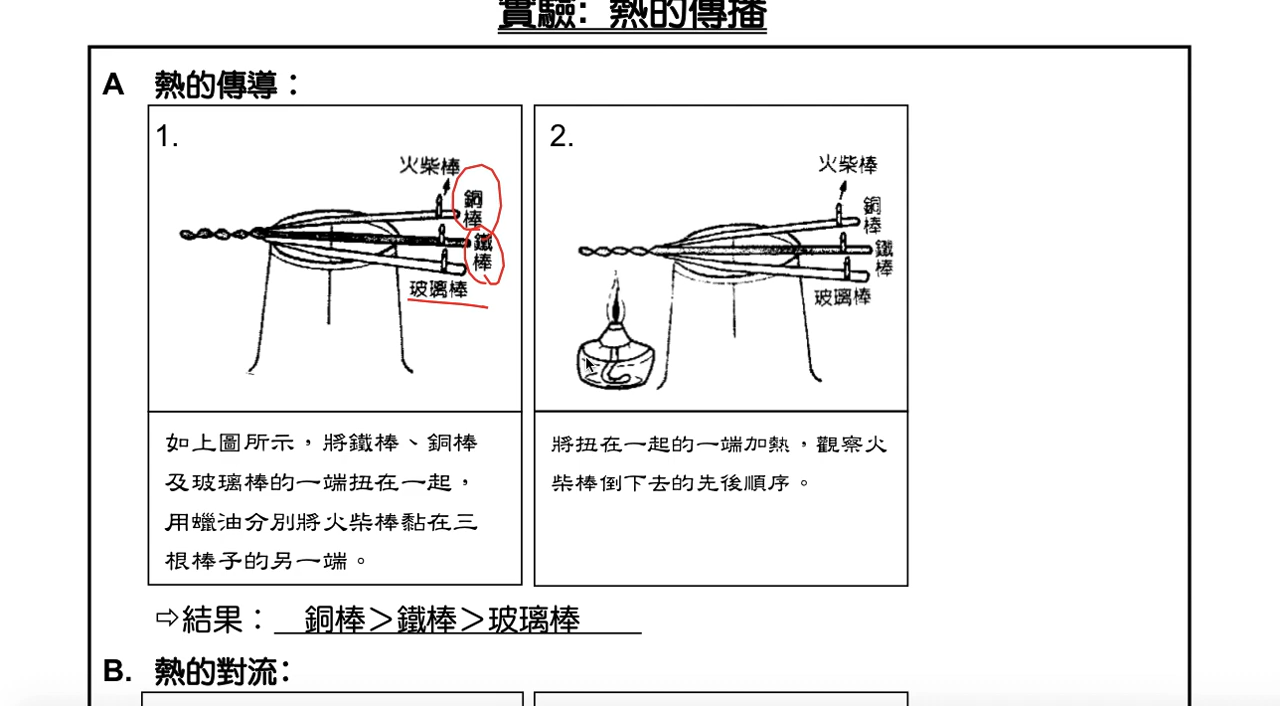 實驗: 熱的傳播
A 熱的傳導：
1.
火柴棒
銅棒
鐵棒
玻璃棒
如上圖所示，將鐵棒、銅棒
及玻璃棒的一端扭在一起，
用蠟油分別將火柴棒黏在三
根棒子的另一端。
2.
火柴棒
銅棒
鐵棒
玻璃棒
將扭在一起的一端加熱，觀察火
柴棒倒下去的先後順序。
⇨結果：銅棒＞鐵棒＞玻璃棒
B. 熱的對流: